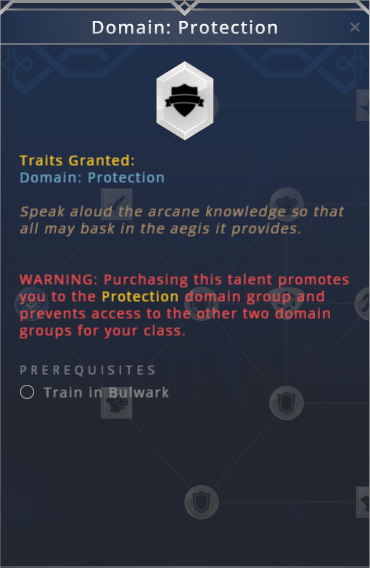 Domain: Protection
Traits Granted:
Domain: Protection
Speak aloud the arcane knowledge so that
all may bask in the aegis it provides.
WARNING: Purchasing this talent promotes
you to the Protection domain group and
prevents access to the other two domain
groups for your class.
PREREQUISITES
Train in Bulwark